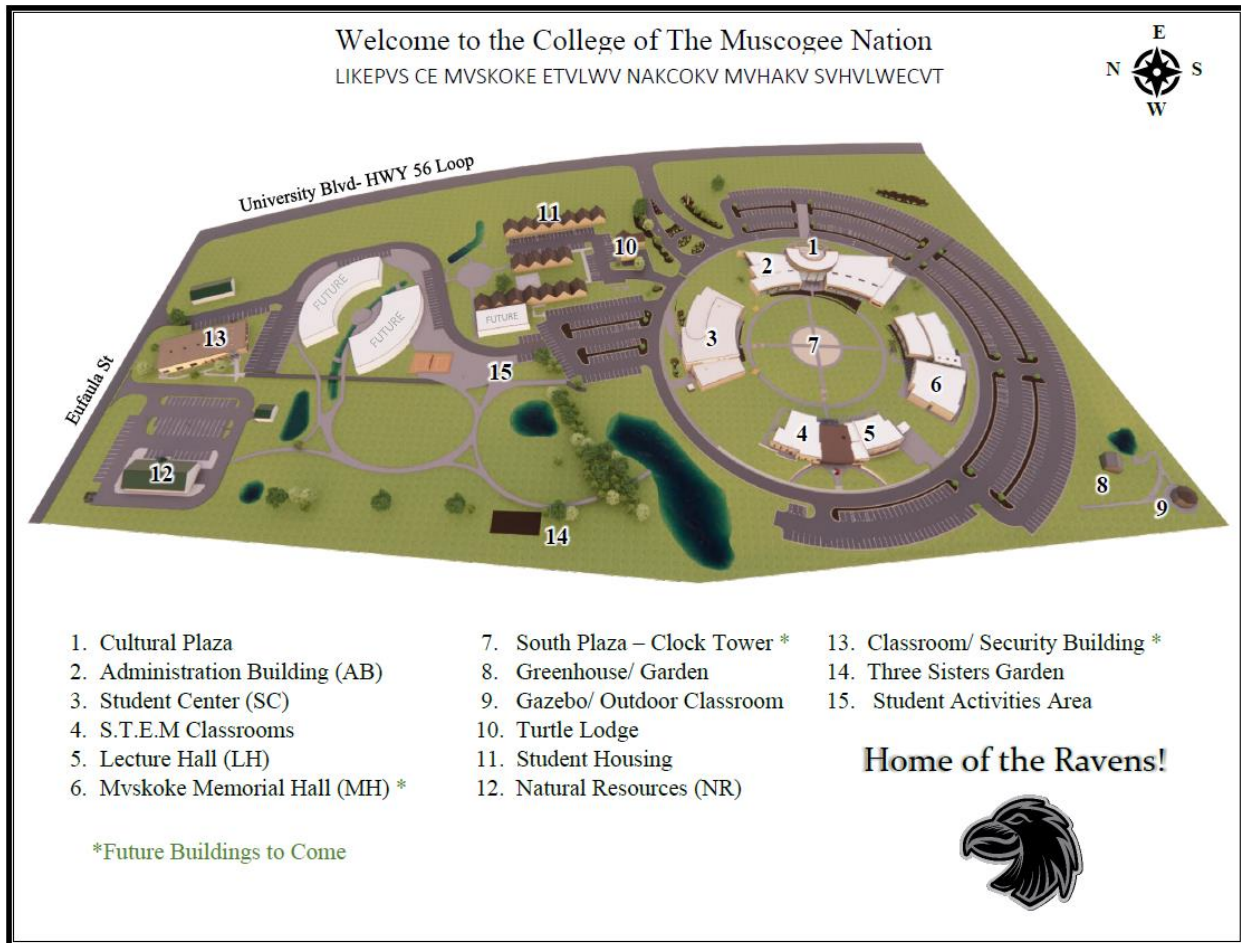 Welcome to the College of The Muscogee Nation
LIKEPVS CE MVSKOKE ETVLWV NAKCOKV MVHAKV SVHVLWECVT
E
N
S
W
University Blvd- HWY 56 Loop
Eufaula St
11
10
1
2
FUTURE
FUTURE
FUTURE
13
3
7
15
6
4
5
12
8
9
14
1. Cultural Plaza
2. Administration Building (AB)
3. Student Center (SC)
4. S.T.E.M Classrooms
5. Lecture Hall (LH)
6. Mvskoke Memorial Hall (MH) *
7. South Plaza – Clock Tower *
8. Greenhouse/ Garden
9. Gazebo/ Outdoor Classroom
10. Turtle Lodge
11. Student Housing
12. Natural Resources (NR)
13. Classroom/ Security Building *
14. Three Sisters Garden
15. Student Activities Area
*Future Buildings to Come
Home of the Ravens!